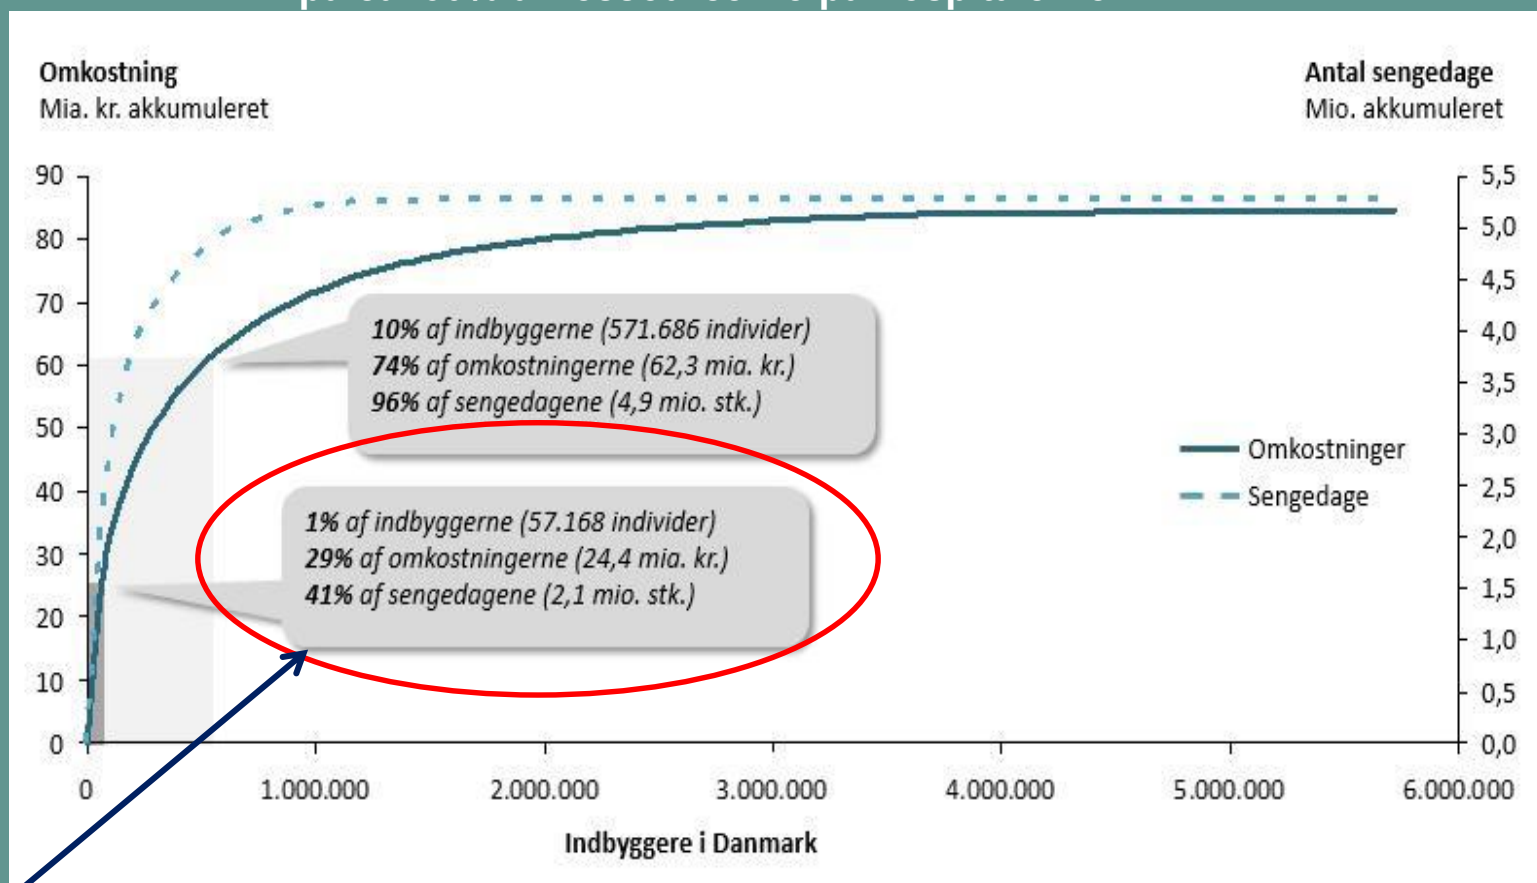 Omkostning
Mia. kr. akkumuleret
Antal sengedage
Mio. akkumuleret
90
80
70
60
50
40
30
20
10
0
5,5
5,0
4,5
4,0
3,5
3,0
2,5
2,0
1,5
1,0
0,5
0,0
10% af indbyggerne (571.686 individer)
74% af omkostningerne (62,3 mia. kr.)
96% af sengedagene (4,9 mio. stk.)
Omkostninger
Sengedage
1% af indbyggerne (57.168 individer)
29% af omkostningerne (24,4 mia. kr.)
41% af sengedagene (2,1 mio. stk.)
0 1.000.000 2.000.000 3.000.000 4.000.000 5.000.000 6.000.000
Indbyggere i Danmark